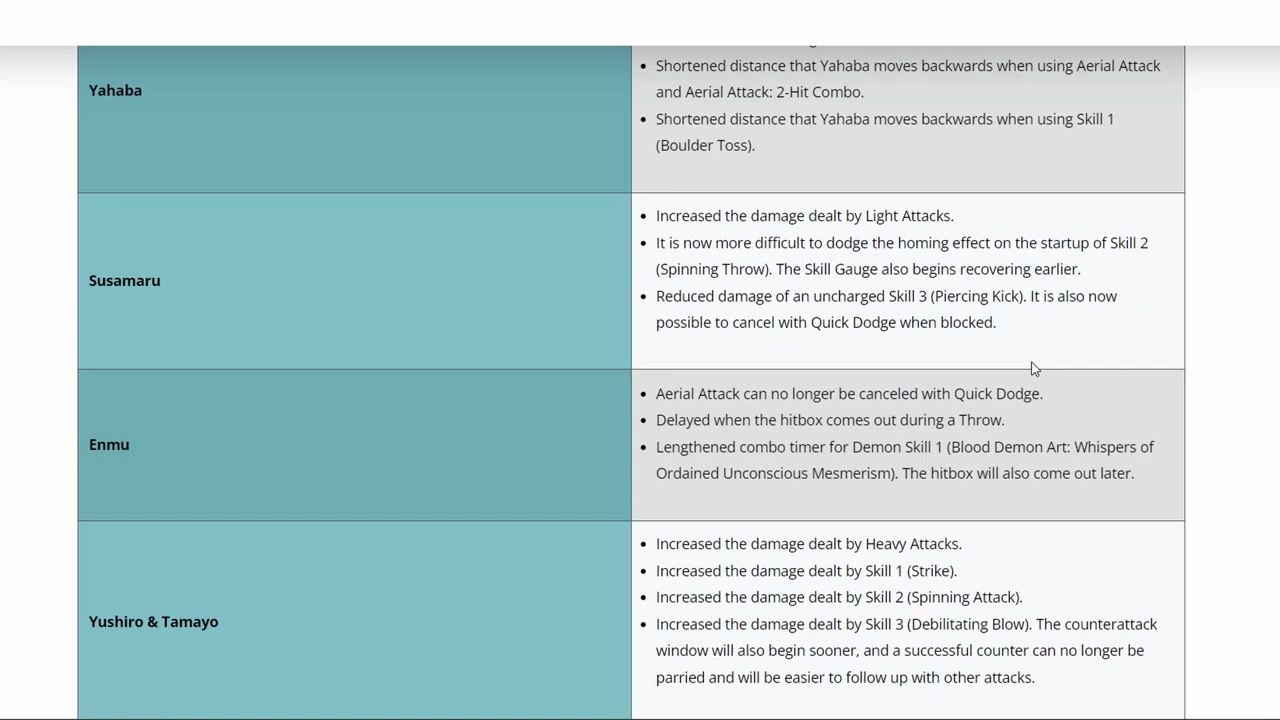 Yahaba
Shortened distance that Yahaba moves backwards when using Aerial Attack
and Aerial Attack: 2-Hit Combo.
Shortened distance that Yahaba moves backwards when using Skill 1
(Boulder Toss).
Susamaru
Increased the damage dealt by Light Attacks.
It is now more difficult to dodge the homing effect on the startup of Skill 2
(Spinning Throw). The Skill Gauge also begins recovering earlier.
Reduced damage of an uncharged Skill 3 (Piercing Kick). It is also now
possible to cancel with Quick Dodge when blocked.
Enmu
Aerial Attack can no longer be canceled with Quick Dodge.
Delayed when the hitbox comes out during a Throw.
Lengthened combo timer for Demon Skill 1 (Blood Demon Art: Whispers of
Ordained Unconscious Mesmerism). The hitbox will also come out later.
Yushiro & Tamayo
Increased the damage dealt by Heavy Attacks.
Increased the damage dealt by Skill 1 (Strike).
Increased the damage dealt by Skill 2 (Spinning Attack).
Increased the damage dealt by Skill 3 (Debilitating Blow). The counterattack
window will also begin sooner, and a successful counter can no longer be
parried and will be easier to follow up with other attacks.